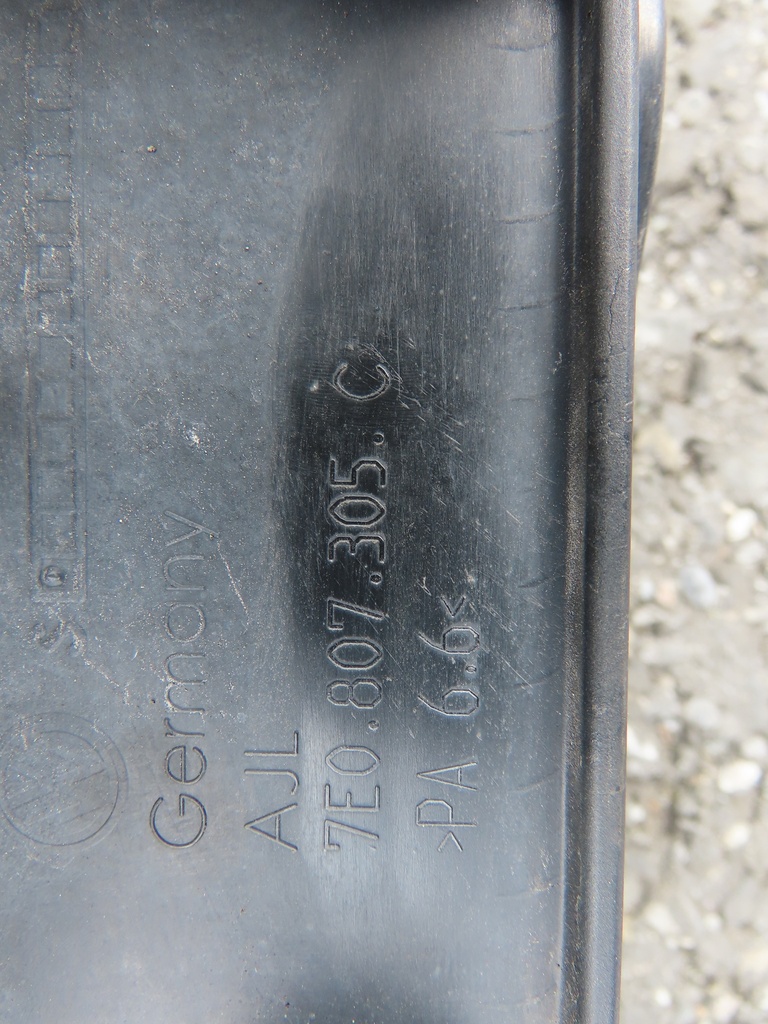 Germany
AJL
7E0.807.305.C
>PA 6.6<